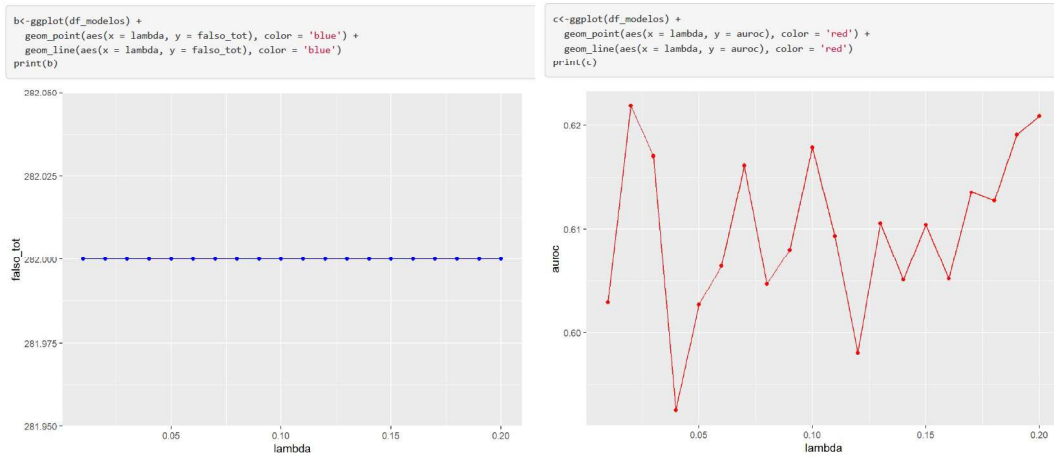 b<-ggplot(df_modelos) +
geom_point(aes(x = lambda, y = falso_tot), color = 'blue') +
geom_line(aes(x = lambda, y = falso_tot), color = 'blue')
print(b)
282.050
282.025
282.000
281.975
281.950
falso_tot
0.05
0.10
0.15
0.20
lambda
c<-ggplot(df_modelos) +
geom_point(aes(x = lambda, y = auroc), color = 'red') +
geom_line(aes(x = lambda, y = auroc), color = 'red')
print(c)
0.62
0.61
0.60
auroc
0.05
0.10
0.15
0.20
lambda